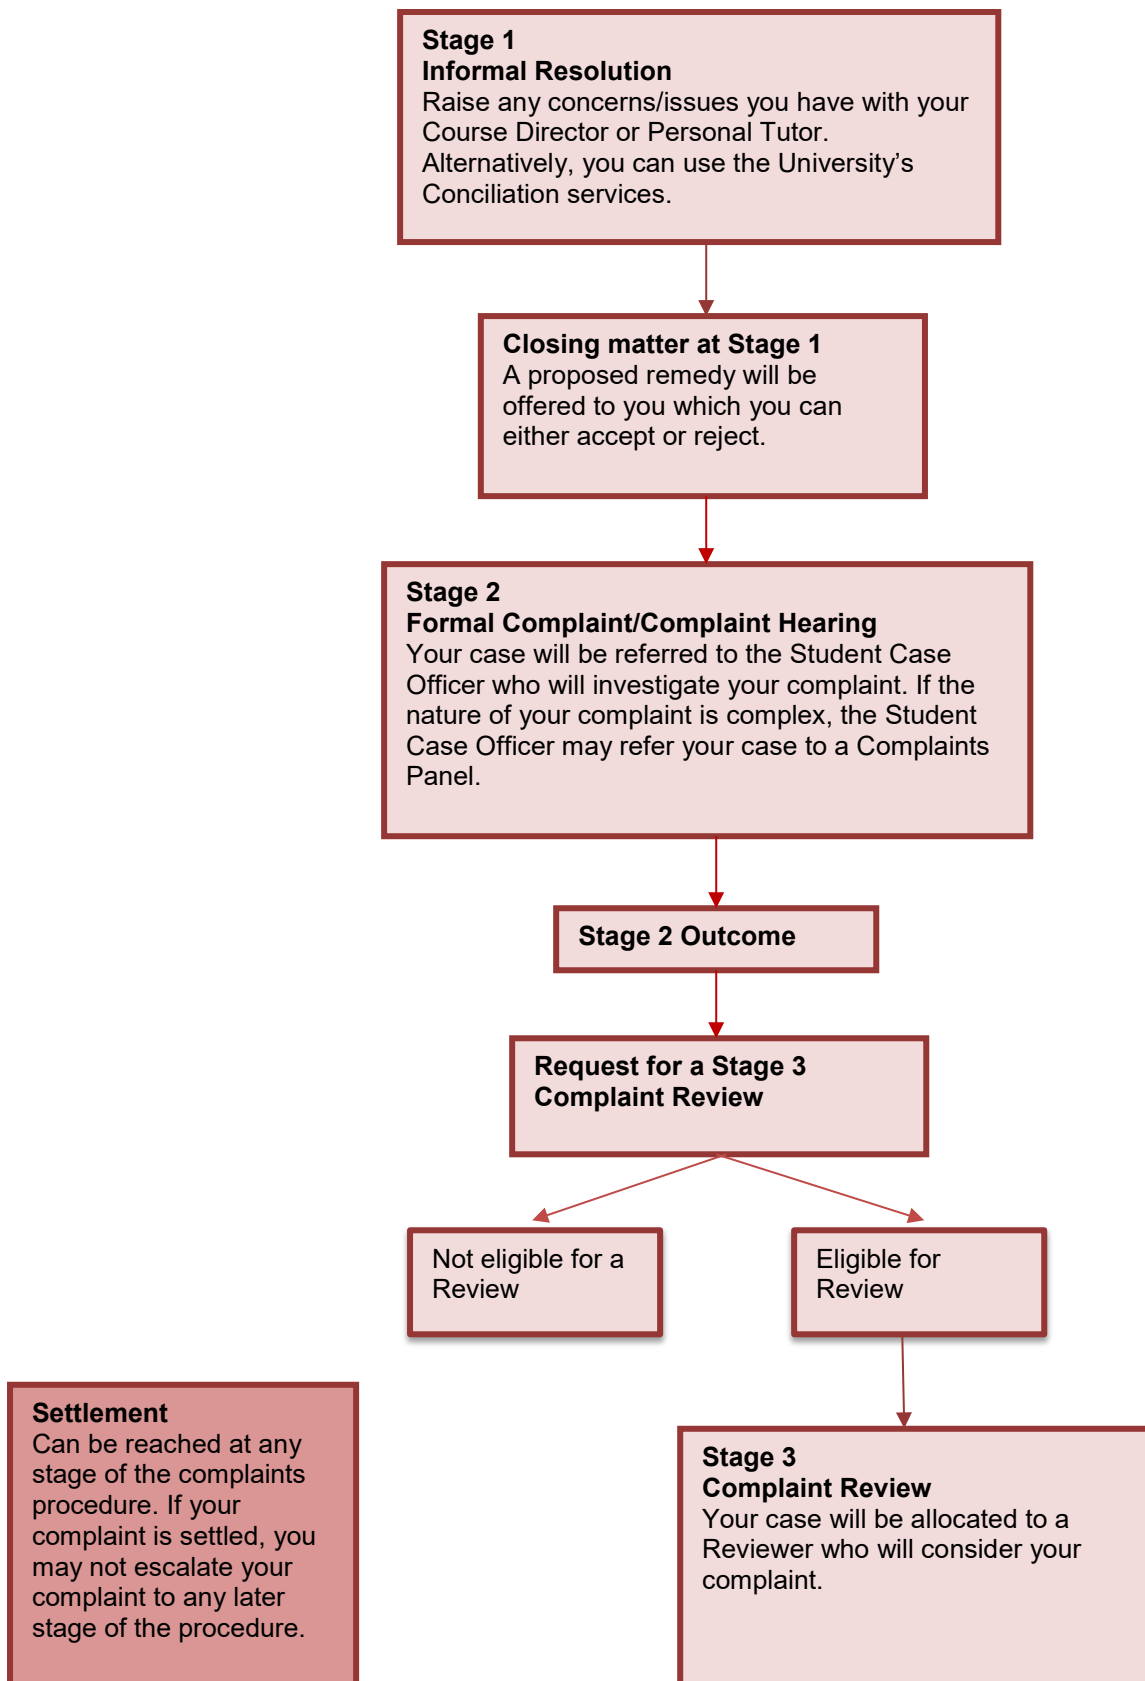 Stage 1
Informal Resolution
Raise any concerns/issues you have with your
Course Director or Personal Tutor.
Alternatively, you can use the University’s
Conciliation services.
Closing matter at Stage 1
A proposed remedy will be
offered to you which you can
either accept or reject.
Stage 2
Formal Complaint/Complaint Hearing
Your case will be referred to the Student Case
Officer who will investigate your complaint. If the
nature of your complaint is complex, the Student
Case Officer may refer your case to a Complaints
Panel.
Stage 2 Outcome
Request for a Stage 3
Complaint Review
Not eligible for a
Review
Eligible for
Review
Settlement
Can be reached at any
stage of the complaints
procedure. If your
complaint is settled, you
may not escalate your
complaint to any later
stage of the procedure.
Stage 3
Complaint Review
Your case will be allocated to a
Reviewer who will consider your
complaint.